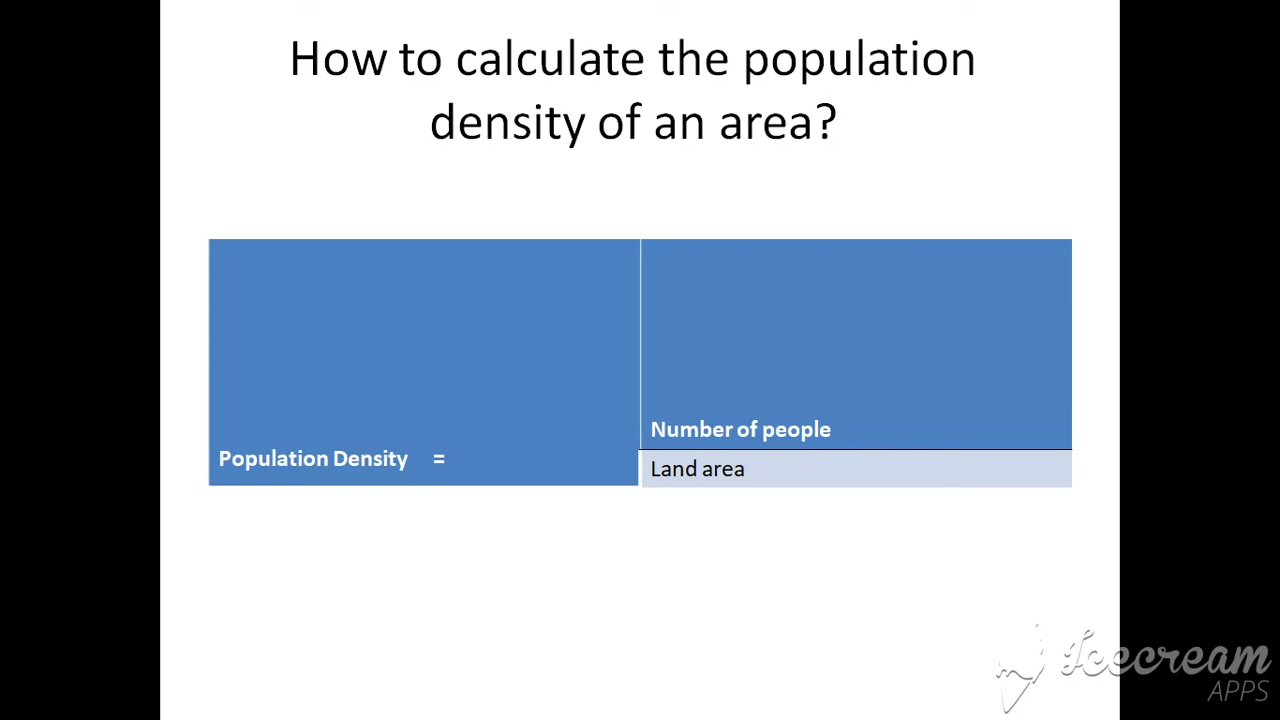 How to calculate the population
density of an area?
Number of people
Population Density =
Land area
Icecream
APPS